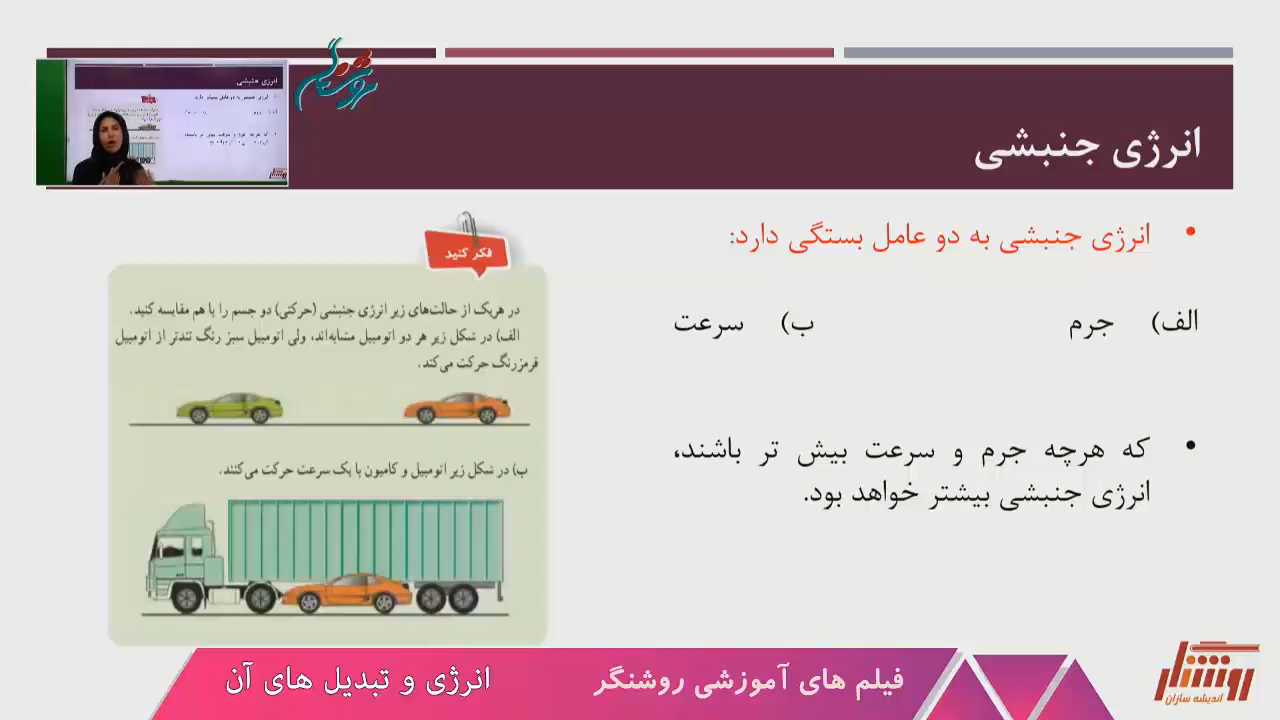 انرژی جنبشی
• انرژی جنبشی به دو عامل بستگی دارد:
الف) جرم ب) سرعت
• که هرچه جرم و سرعت بیش تر باشند،
انرژی جنبشی بیشتر خواهد بود.
فکر کنید
در هریک از حالت‌های زیر انرژی جنبشی (حرکتی) دو جسم را با هم مقایسه کنید.
الف) در شکل زیر هر دو اتومبیل مشابه‌اند، ولی اتومبیل سبز رنگ تندتر از اتومبیل
قرمزرنگ حرکت می‌کند.
ب) در شکل زیر اتومبیل و کامیون با یک سرعت حرکت می‌کنند.
فیلم های آموزشی روشنگر
انرژی و تبدیل های آن
روشنگر
اندیشه سازان